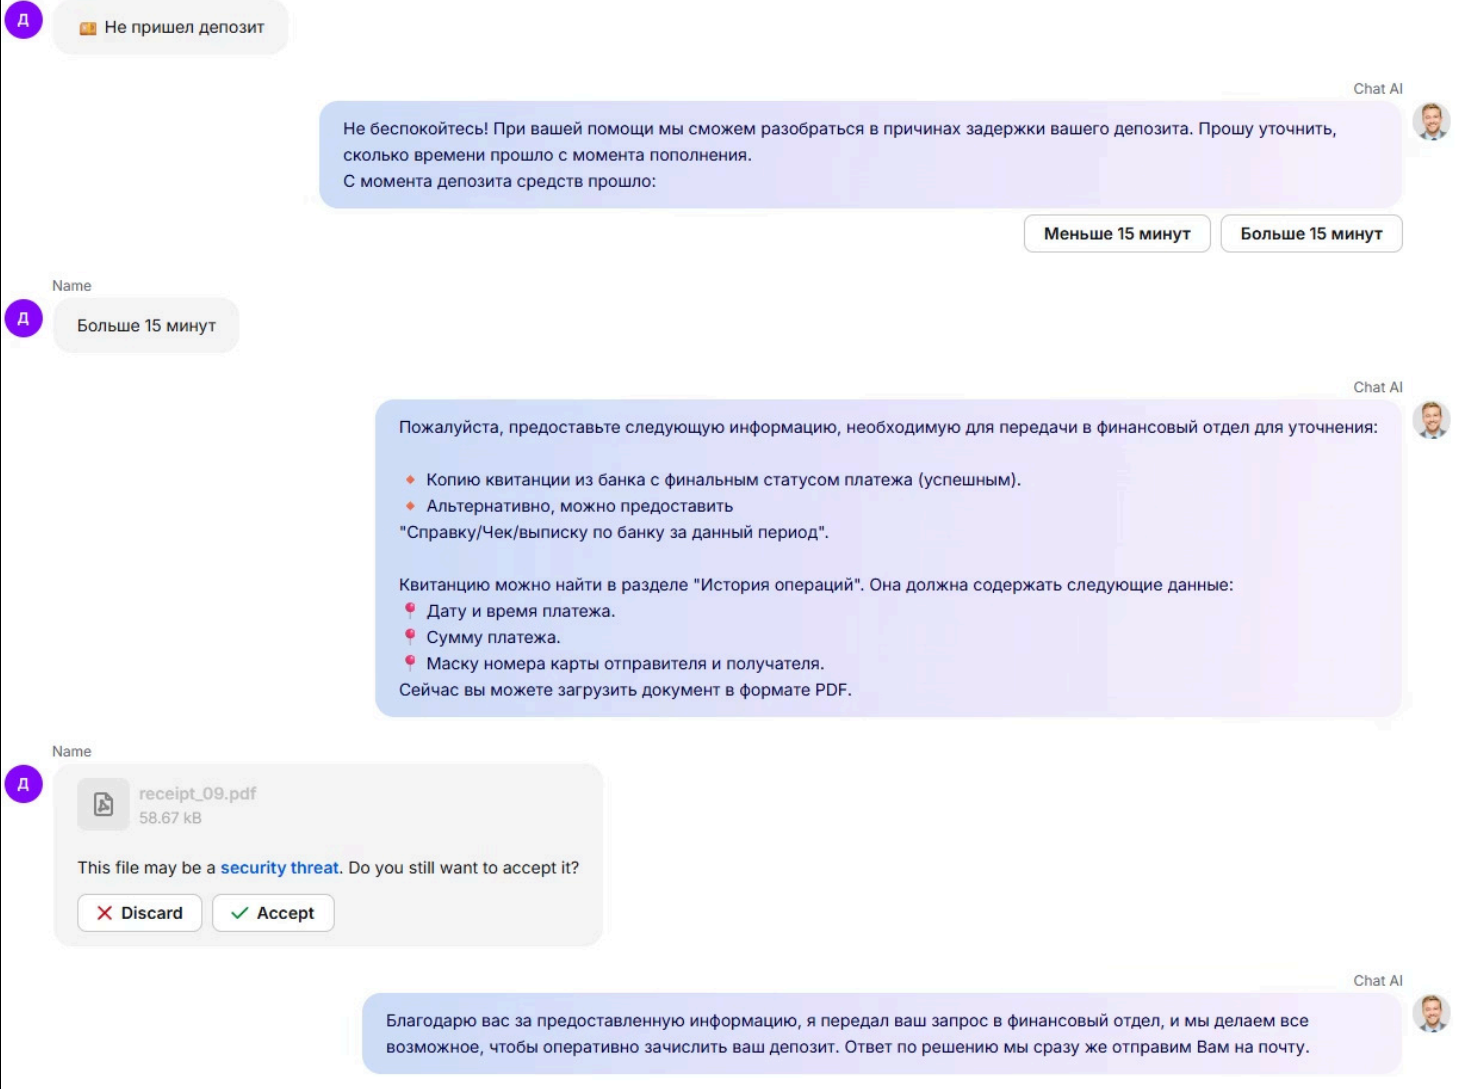 Д
Не пришел депозит
Chat AI
Не беспокойтесь! При вашей помощи мы сможем разобраться в причинах задержки вашего депозита. Прошу уточнить,
сколько времени прошло с момента пополнения.
С момента депозита средств прошло:
Меньше 15 минут
Больше 15 минут
Name
Д
Больше 15 минут
Chat AI
Пожалуйста, предоставьте следующую информацию, необходимую для передачи в финансовый отдел для уточнения:
Копию квитанции из банка с финальным статусом платежа (успешным).
Альтернативно, можно предоставить
"Справку/Чек/выписку по банку за данный период".
Квитанцию можно найти в разделе "История операций". Она должна содержать следующие данные:
Дату и время платежа.
Сумму платежа.
Маску номера карты отправителя и получателя.
Сейчас вы можете загрузить документ в формате PDF.
Name
Д
receipt_09.pdf
58.67 kB
This file may be a security threat. Do you still want to accept it?
Discard
Accept
Chat AI
Благодарю вас за предоставленную информацию, я передал ваш запрос в финансовый отдел, и мы делаем все
возможное, чтобы оперативно зачислить ваш депозит. Ответ по решению мы сразу же отправим Вам на почту.